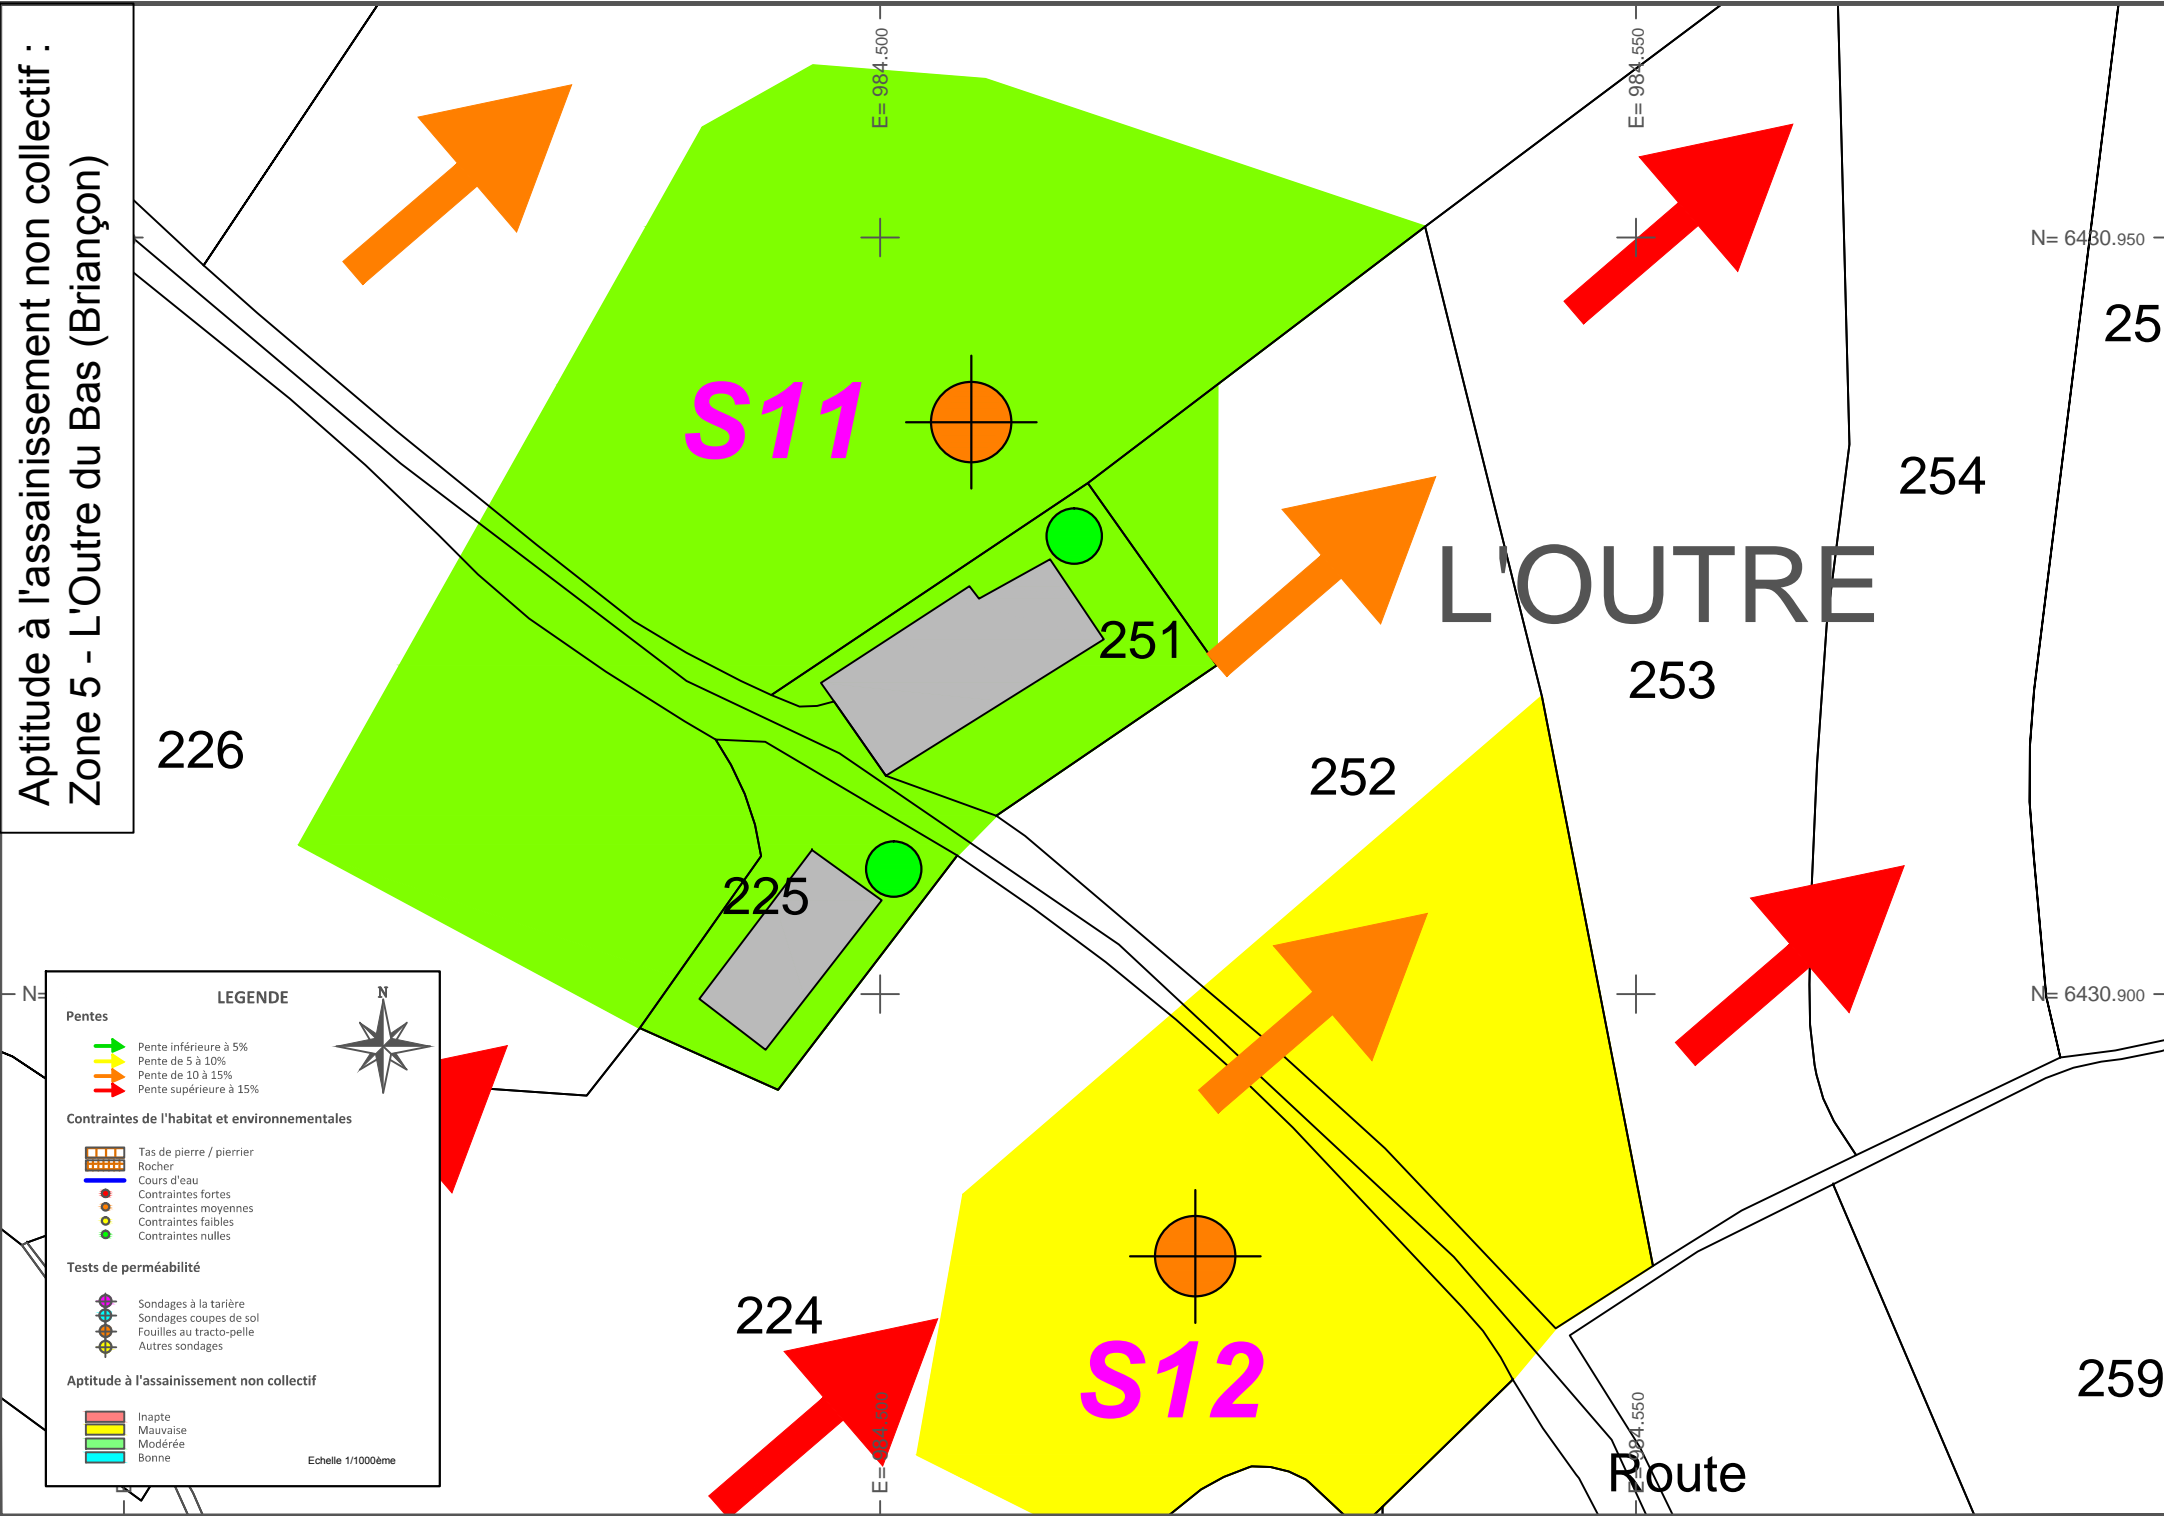 Aptitude à l'assainissement non collectif :
Zone 5 - L'Outre du Bas (Briançon)
E= 984.500
E= 984.550
N= 6430.950
25
S11
254
L'OUTRE
251
253
226
252
225
N=
N= 6430.900
LEGENDE
N
Pentes
Pente inférieure à 5%
Pente de 5 à 10%
Pente de 10 à 15%
Pente supérieure à 15%
Contraintes de l'habitat et environnementales
Tas de pierre / pierrier
Rocher
Cours d'eau
Contraintes fortes
Contraintes moyennes
Contraintes faibles
Contraintes nulles
Tests de perméabilité
Sondages à la tarière
Sondages coupes de sol
Fouilles au tracto-pelle
Autres sondages
Aptitude à l'assainissement non collectif
Inapte
Mauvaise
Modérée
Bonne
Echelle 1/1000ème
224
S12
259
E= 984.500
E= 984.550
Route